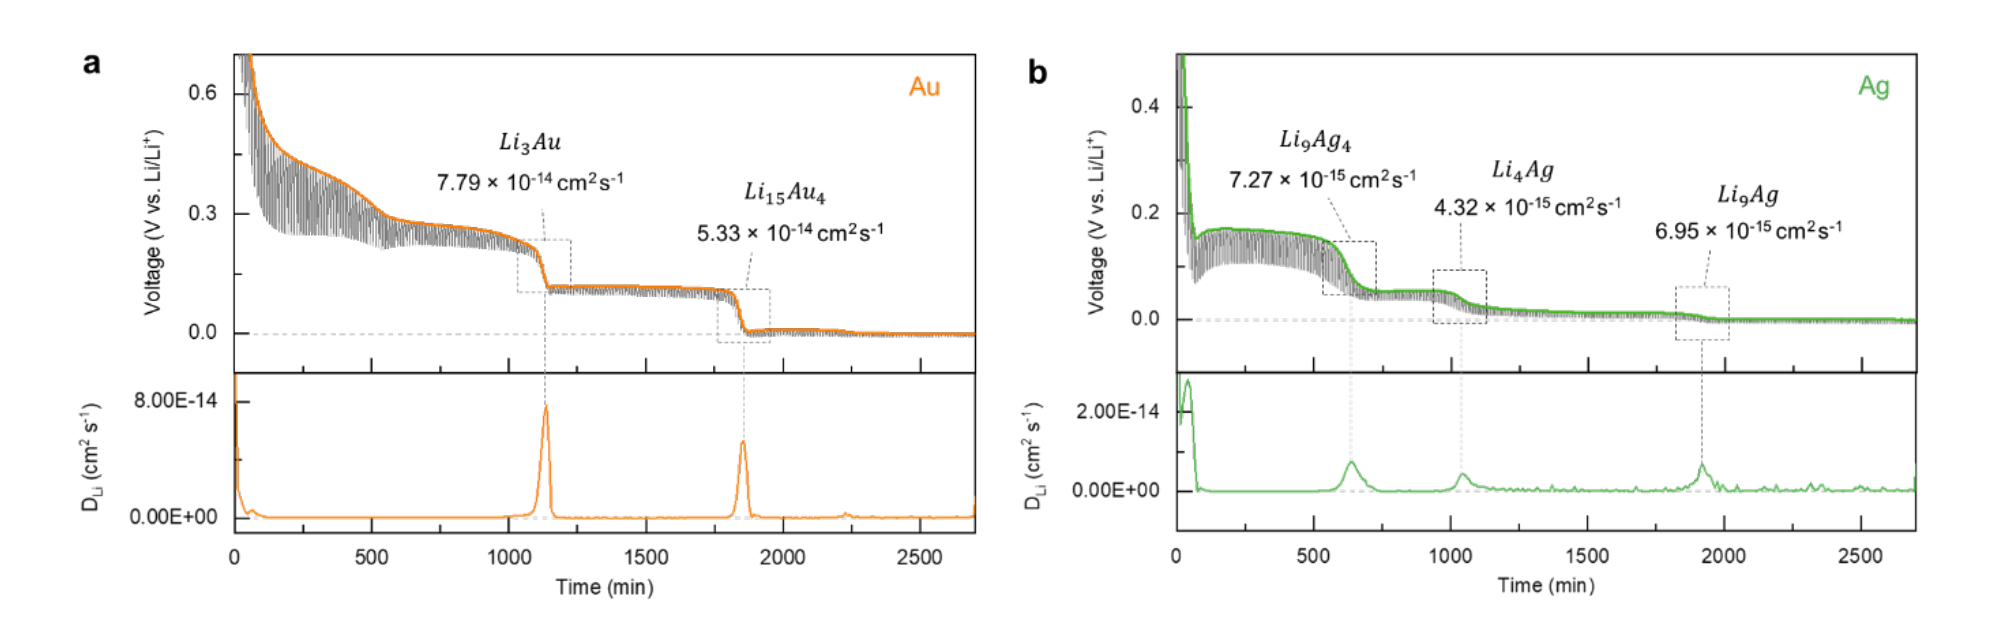 a
Au
0.6
0.3
0.0
Voltage (V vs. Li/Li⁺)
Li₃Au
7.79 × 10⁻¹⁴ cm²s⁻¹
Li₁₅Au₄
5.33 × 10⁻¹⁴ cm²s⁻¹
8.00E-14
0.00E+00
D_Li (cm² s⁻¹)
0 500 1000 1500 2000 2500
Time (min)
b
Ag
0.4
0.2
0.0
Voltage (V vs. Li/Li⁺)
Li₉Ag₄
7.27 × 10⁻¹⁵ cm²s⁻¹
Li₄Ag
4.32 × 10⁻¹⁵ cm²s⁻¹
Li₉Ag
6.95 × 10⁻¹⁵ cm²s⁻¹
2.00E-14
0.00E+00
D_Li (cm² s⁻¹)
0 500 1000 1500 2000 2500
Time (min)